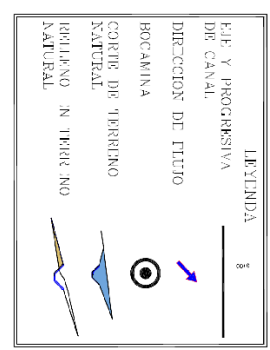 LEYENDA
EJE Y PROGRESIVA
DE CANAL
DIRECCION DE FLUJO
BOCAMINA
CORTE DE TERRENO
NATURAL
RELLENO EN TERRENO
NATURAL